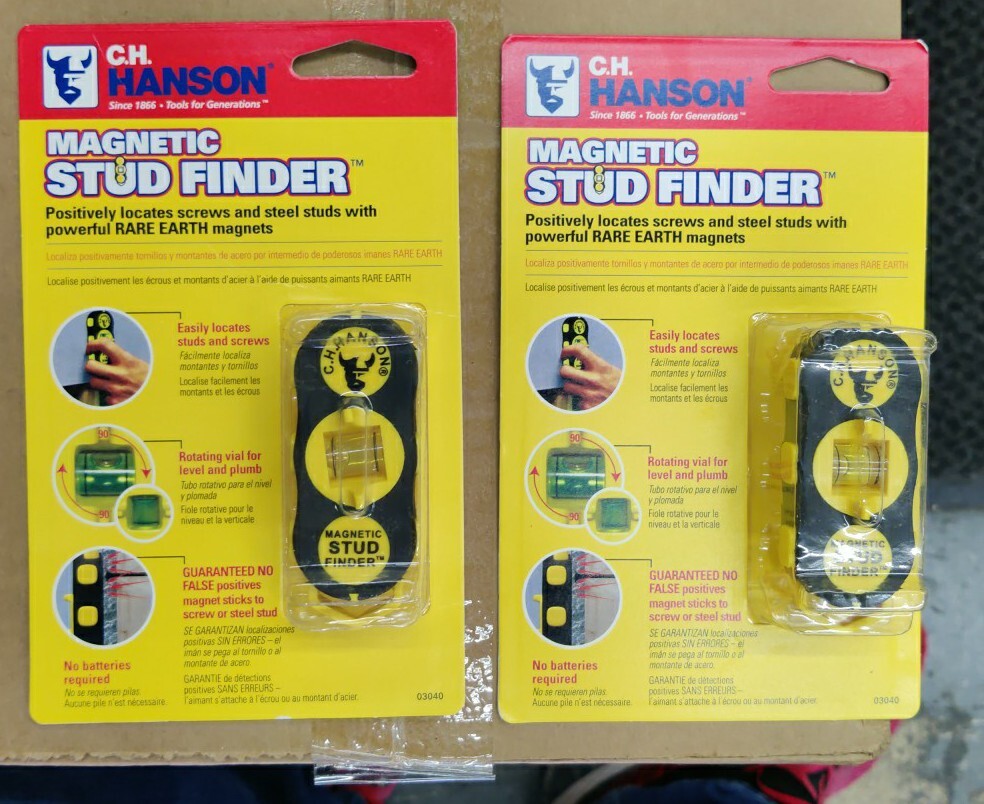 C.H.
HANSON®
Since 1866 • Tools for Generations™
MAGNETIC
STUD FINDER™
Positively locates screws and steel studs with
powerful RARE EARTH magnets
Localiza positivamente tornillos y montantes de acero por intermedio de poderosos imanes RARE EARTH
Localise positivement les écrous et montants d'acier à l'aide de puissants aimants RARE EARTH
Easily locates
studs and screws
Fácilmente localiza
montantes y tornillos
Localise facilement les
montants et les écrous
90°
90°
Rotating vial for
level and plumb
Tubo rotativo para el nivel
y plomada
Fiole rotative pour le
niveau et la verticale
GUARANTEED NO
FALSE positives
magnet sticks to
screw or steel stud
SE GARANTIZAN localizaciones
positivas SIN ERRORES – el
imán se pega al tornillo o al
montante de acero.
GARANTIE de détections
positives SANS ERREURS –
l'aimant s'attache à l'écrou ou au montant d'acier.
No batteries
required
No se requieren pilas.
Aucune pile n'est nécessaire.
03040
C.H. HANSON®
MAGNETIC
STUD
FINDER™
C.H.
HANSON®
Since 1866 • Tools for Generations™
MAGNETIC
STUD FINDER™
Positively locates screws and steel studs with
powerful RARE EARTH magnets
Localiza positivamente tornillos y montantes de acero por intermedio de poderosos imanes RARE EARTH
Localise positivement les écrous et montants d'acier à l'aide de puissants aimants RARE EARTH
Easily locates
studs and screws
Fácilmente localiza
montantes y tornillos
Localise facilement les
montants et les écrous
90°
90°
Rotating vial for
level and plumb
Tubo rotativo para el nivel
y plomada
Fiole rotative pour le
niveau et la verticale
GUARANTEED NO
FALSE positives
magnet sticks to
screw or steel stud
SE GARANTIZAN localizaciones
positivas SIN ERRORES – el
imán se pega al tornillo o al
montante de acero.
GARANTIE de détections
positives SANS ERREURS –
l'aimant s'attache à l'écrou ou au montant d'acier.
No batteries
required
No se requieren pilas.
Aucune pile n'est nécessaire.
03040
C.H. HANSON®
MAGNETIC
STUD
FINDER™